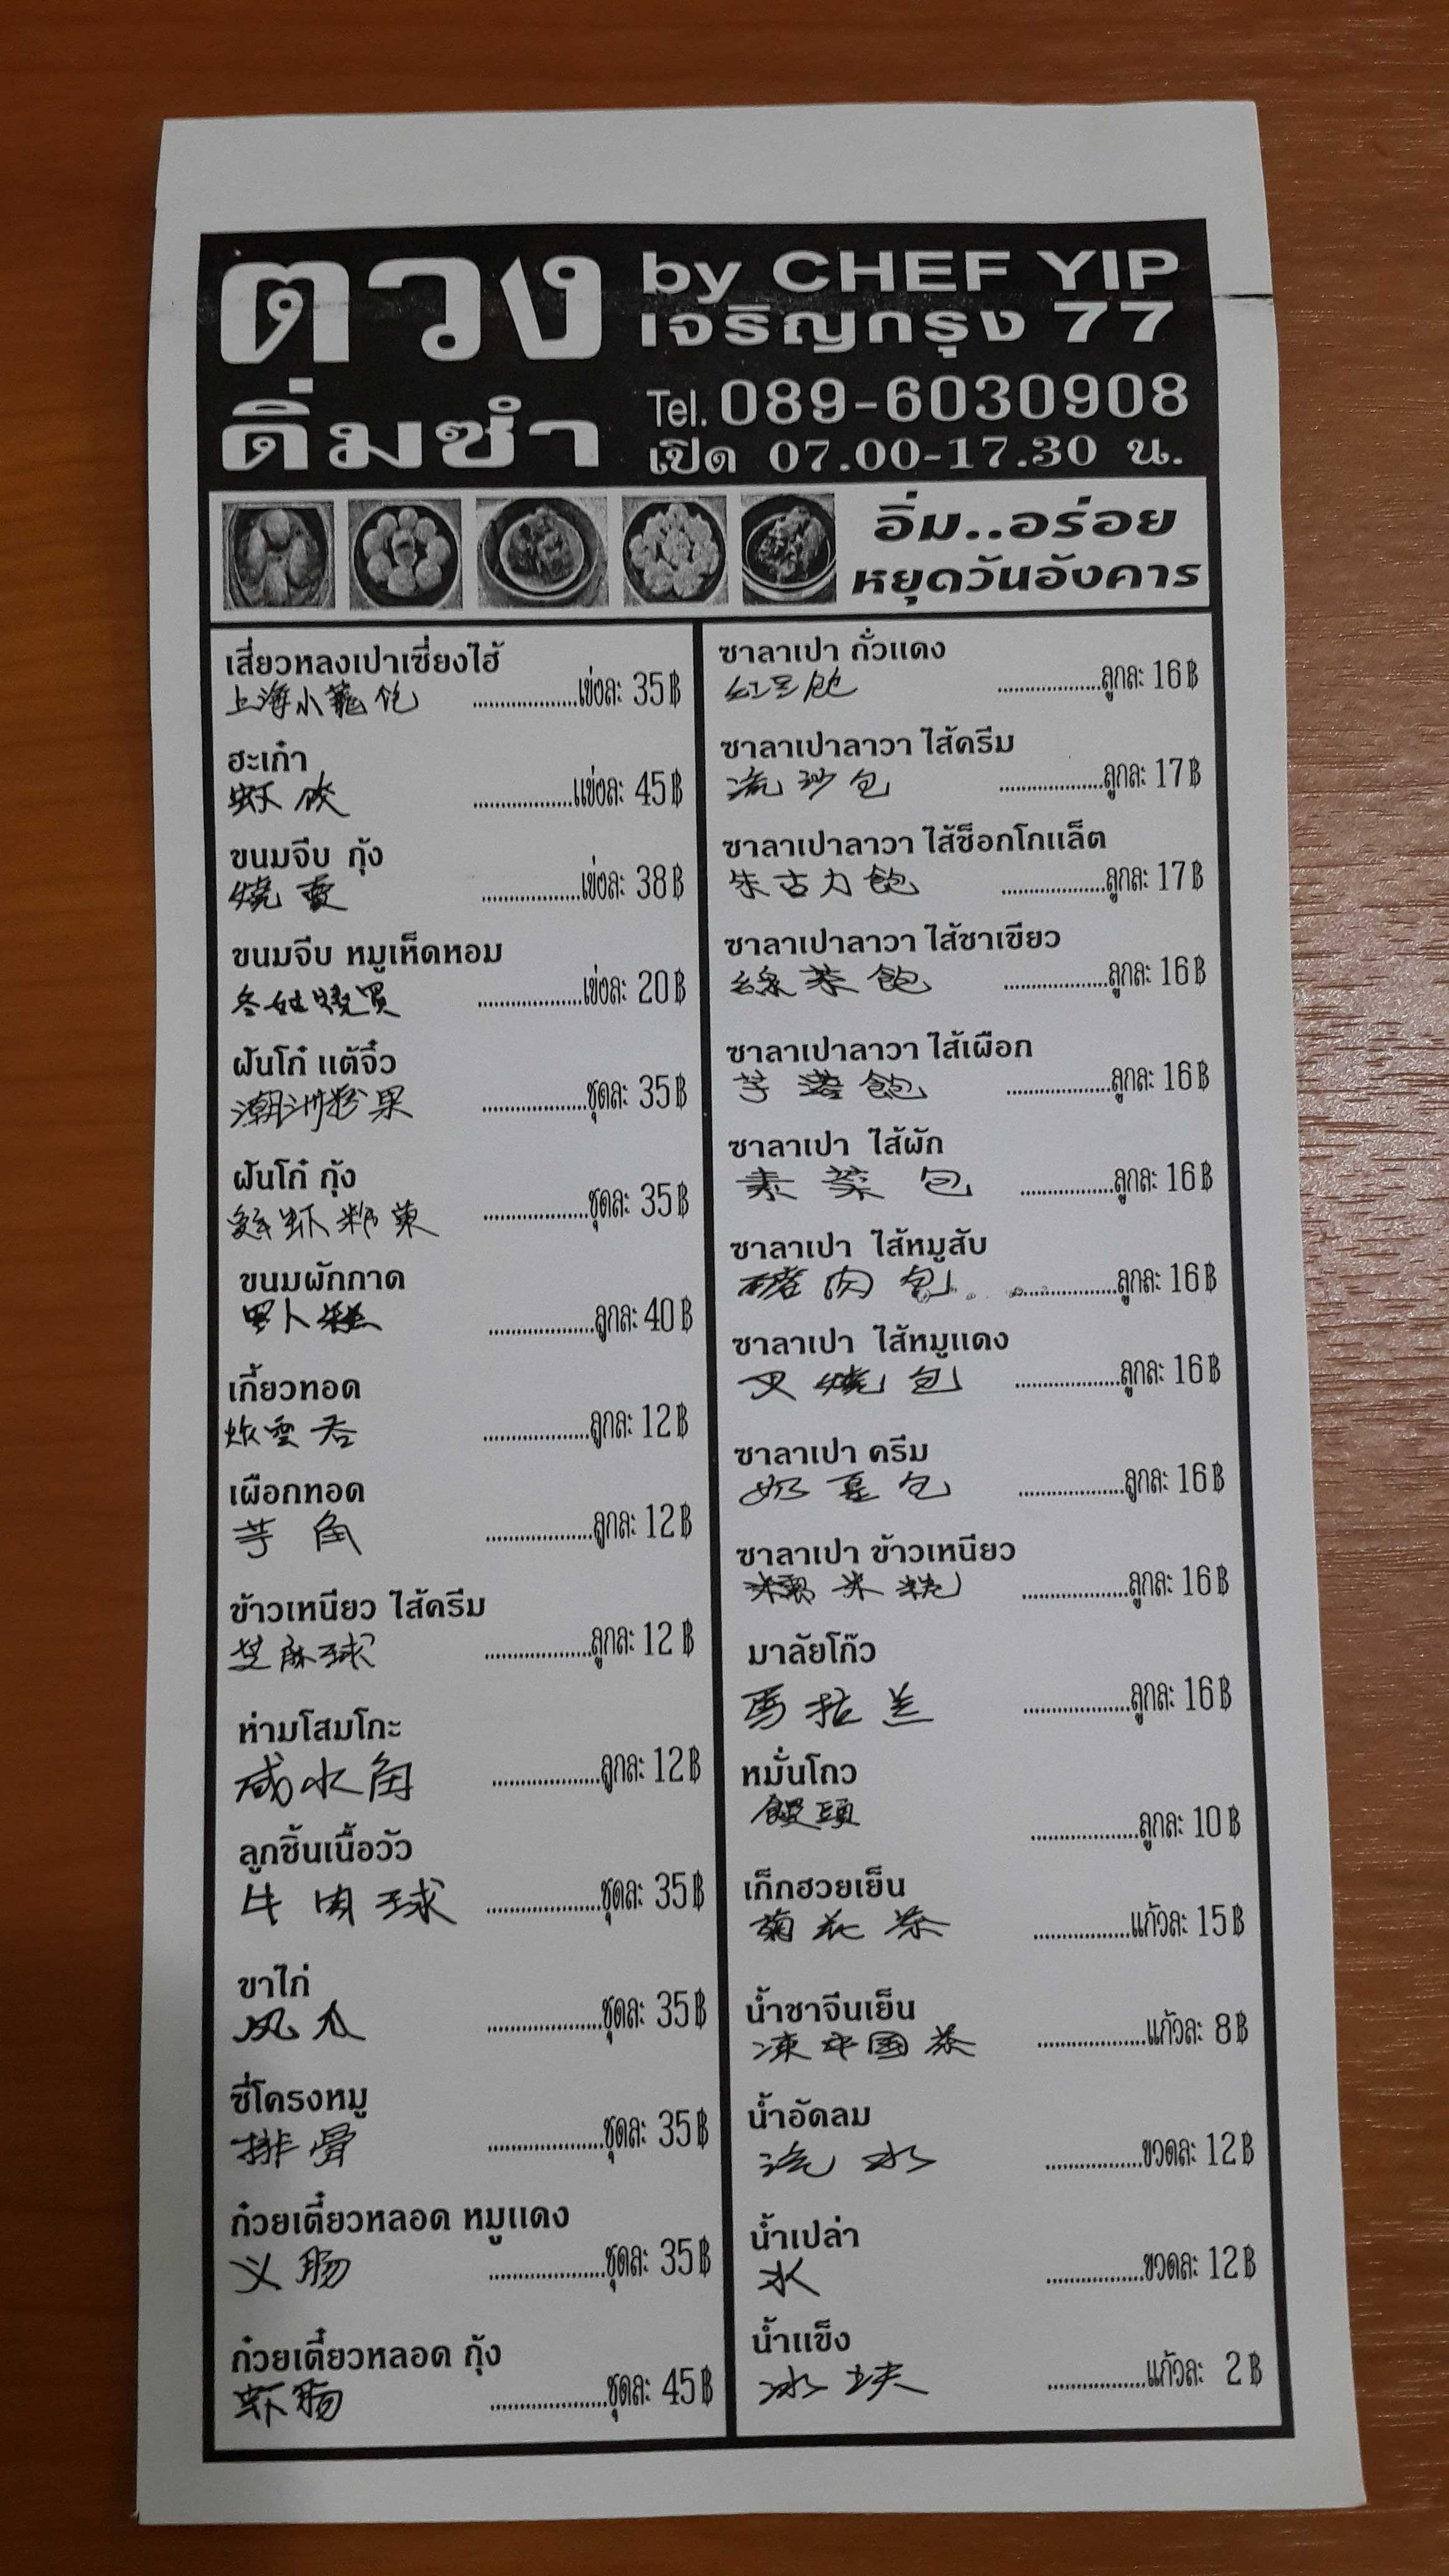 ตวง by CHEF YIP
เจริญกรุง 77
ติ่มซำ Tel. 089-6030908
เปิด 07.00-17.30 น.
อิ่ม..อร่อย
หยุดวันอังคาร
เสี่ยวหลงเปาเซี่ยงไฮ้
上海小籠包 ...................เข่งละ 35฿
ฮะเก๋า
虾饺 ..................แข่งละ 45฿
ขนมจีบ กุ้ง
燒賣 ..................เข่งละ 38฿
ขนมจีบ หมูเห็ดหอม
冬菇燒買 ...................เข่งละ 20฿
ฝันโก๋ แต้จิ๋ว
潮洲粉果 ...................ชุดละ 35฿
ฝันโก๋ กุ้ง
鲜虾粉菓 ...................ชุดละ 35฿
ขนมผักกาด
罗卜糕 ...................ลูกละ 40฿
เกี้ยวทอด
炸雲吞 ...................ลูกละ 12฿
เผือกทอด
芋角 ...................ลูกละ 12฿
ข้าวเหนียว ไส้ครีม
芝麻球 ...................ลูกละ 12฿
ห่ามโสมโกะ
咸水角 ...................ลูกละ 12฿
ลูกชิ้นเนื้อวัว
牛肉球 ....................ชุดละ 35฿
ขาไก่
风爪 ....................ชุดละ 35฿
ซี่โครงหมู
排骨 ....................ชุดละ 35฿
ก๋วยเตี๋ยวหลอด หมูแดง
义肠 ....................ชุดละ 35฿
ก๋วยเตี๋ยวหลอด กุ้ง
虾肠 ....................ชุดละ 45฿
ซาลาเปา ถั่วแดง
红豆飽 ...................ลูกละ 16฿
ซาลาเปาลาวา ไส้ครีม
流沙包 ...................ลูกละ 17฿
ซาลาเปาลาวา ไส้ช็อกโกแล็ต
朱古力飽 ...................ลูกละ 17฿
ซาลาเปาลาวา ไส้ชาเขียว
綠茶飽 ...................ลูกละ 16฿
ซาลาเปาลาวา ไส้เผือก
芋蓉飽 ...................ลูกละ 16฿
ซาลาเปา ไส้ผัก
素菜包 .................ลูกละ 16฿
ซาลาเปา ไส้หมูสับ
肉包 ...................ลูกละ 16฿
ซาลาเปา ไส้หมูแดง
叉燒包 ...................ลูกละ 16฿
ซาลาเปา ครีม
奶皇包 ...................ลูกละ 16฿
ซาลาเปา ข้าวเหนียว
糯米糍 ...................ลูกละ 16฿
มาลัยโก๊ว
马拉 ...................ลูกละ 16฿
หมั่นโกว
饅頭 ...................ลูกละ 10฿
เก็กฮวยเย็น
菊花茶 ..................แก้วละ 15฿
น้ำชาจีนเย็น
凍中國茶 ....................แก้วละ 8฿
น้ำอัดลม
汽水 .................ขวดละ 12฿
น้ำเปล่า
水 .................ขวดละ 12฿
น้ำแข็ง
冰块 ..................แก้วละ 2฿